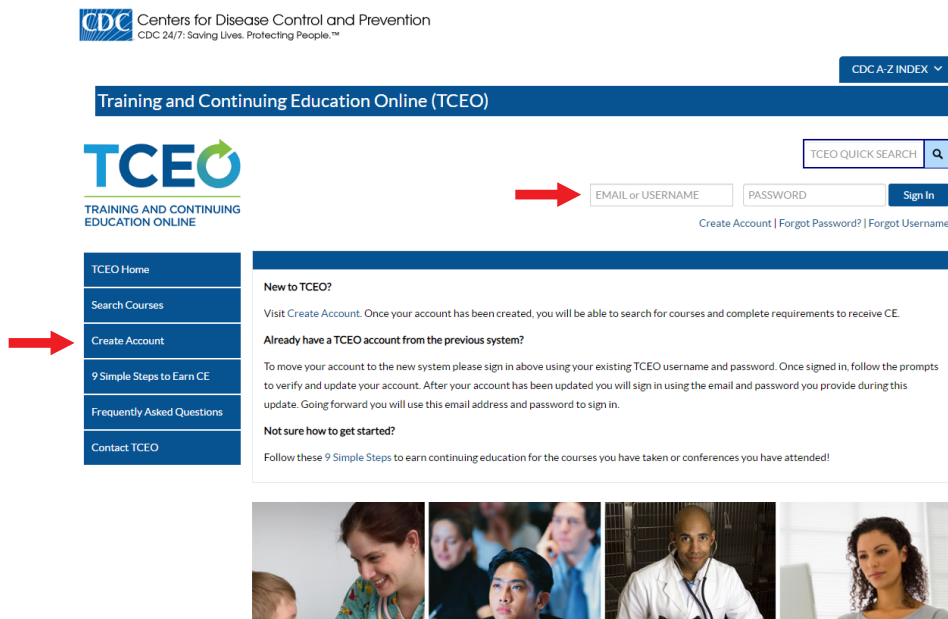 CDC Centers for Disease Control and Prevention
CDC 24/7: Saving Lives. Protecting People.™
CDC A-Z INDEX
Training and Continuing Education Online (TCEO)
TCEO
TRAINING AND CONTINUING
EDUCATION ONLINE
TCEO QUICK SEARCH
EMAIL or USERNAME PASSWORD Sign In
Create Account | Forgot Password? | Forgot Username
TCEO Home
Search Courses
Create Account
9 Simple Steps to Earn CE
Frequently Asked Questions
Contact TCEO
New to TCEO?
Visit Create Account. Once your account has been created, you will be able to search for courses and complete requirements to receive CE.
Already have a TCEO account from the previous system?
To move your account to the new system please sign in above using your existing TCEO username and password. Once signed in, follow the prompts
to verify and update your account. After your account has been updated you will sign in using the email and password you provide during this
update. Going forward you will use this email address and password to sign in.
Not sure how to get started?
Follow these 9 Simple Steps to earn continuing education for the courses you have taken or conferences you have attended!